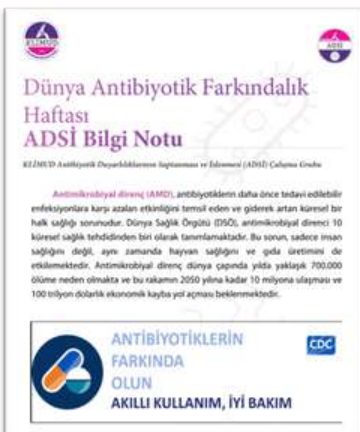 KLİMUD
ADSİ
Dünya Antibiyotik Farkındalık
Haftası
ADSİ Bilgi Notu
KLİMUD Antibiyotik Duyarlılıklarının Saptanması ve İzlenmesi (ADSİ) Çalışma Grubu
Antimikrobiyal direnç (AMD), antibiyotiklerin daha önce tedavi edilebilir
enfeksiyonlara karşı azalan etkinliğini temsil eden ve giderek artan küresel bir
halk sağlığı sorunudur. Dünya Sağlık Örgütü (DSÖ), antimikrobiyal direnci 10
küresel sağlık tehdidinden biri olarak tanımlamaktadır. Bu sorun, sadece insan
sağlığını değil, aynı zamanda hayvan sağlığını ve gıda üretimini de
etkilemektedir. Antimikrobiyal direnç dünya çapında yılda yaklaşık 700.000
ölüme neden olmakta ve bu rakamın 2050 yılına kadar 10 milyona ulaşması ve
100 trilyon dolarlık ekonomik kayba yol açması beklenmektedir.
ANTİBİYOTİKLERİN
FARKINDA
OLUN
AKILLI KULLANIM, İYİ BAKIM
CDC